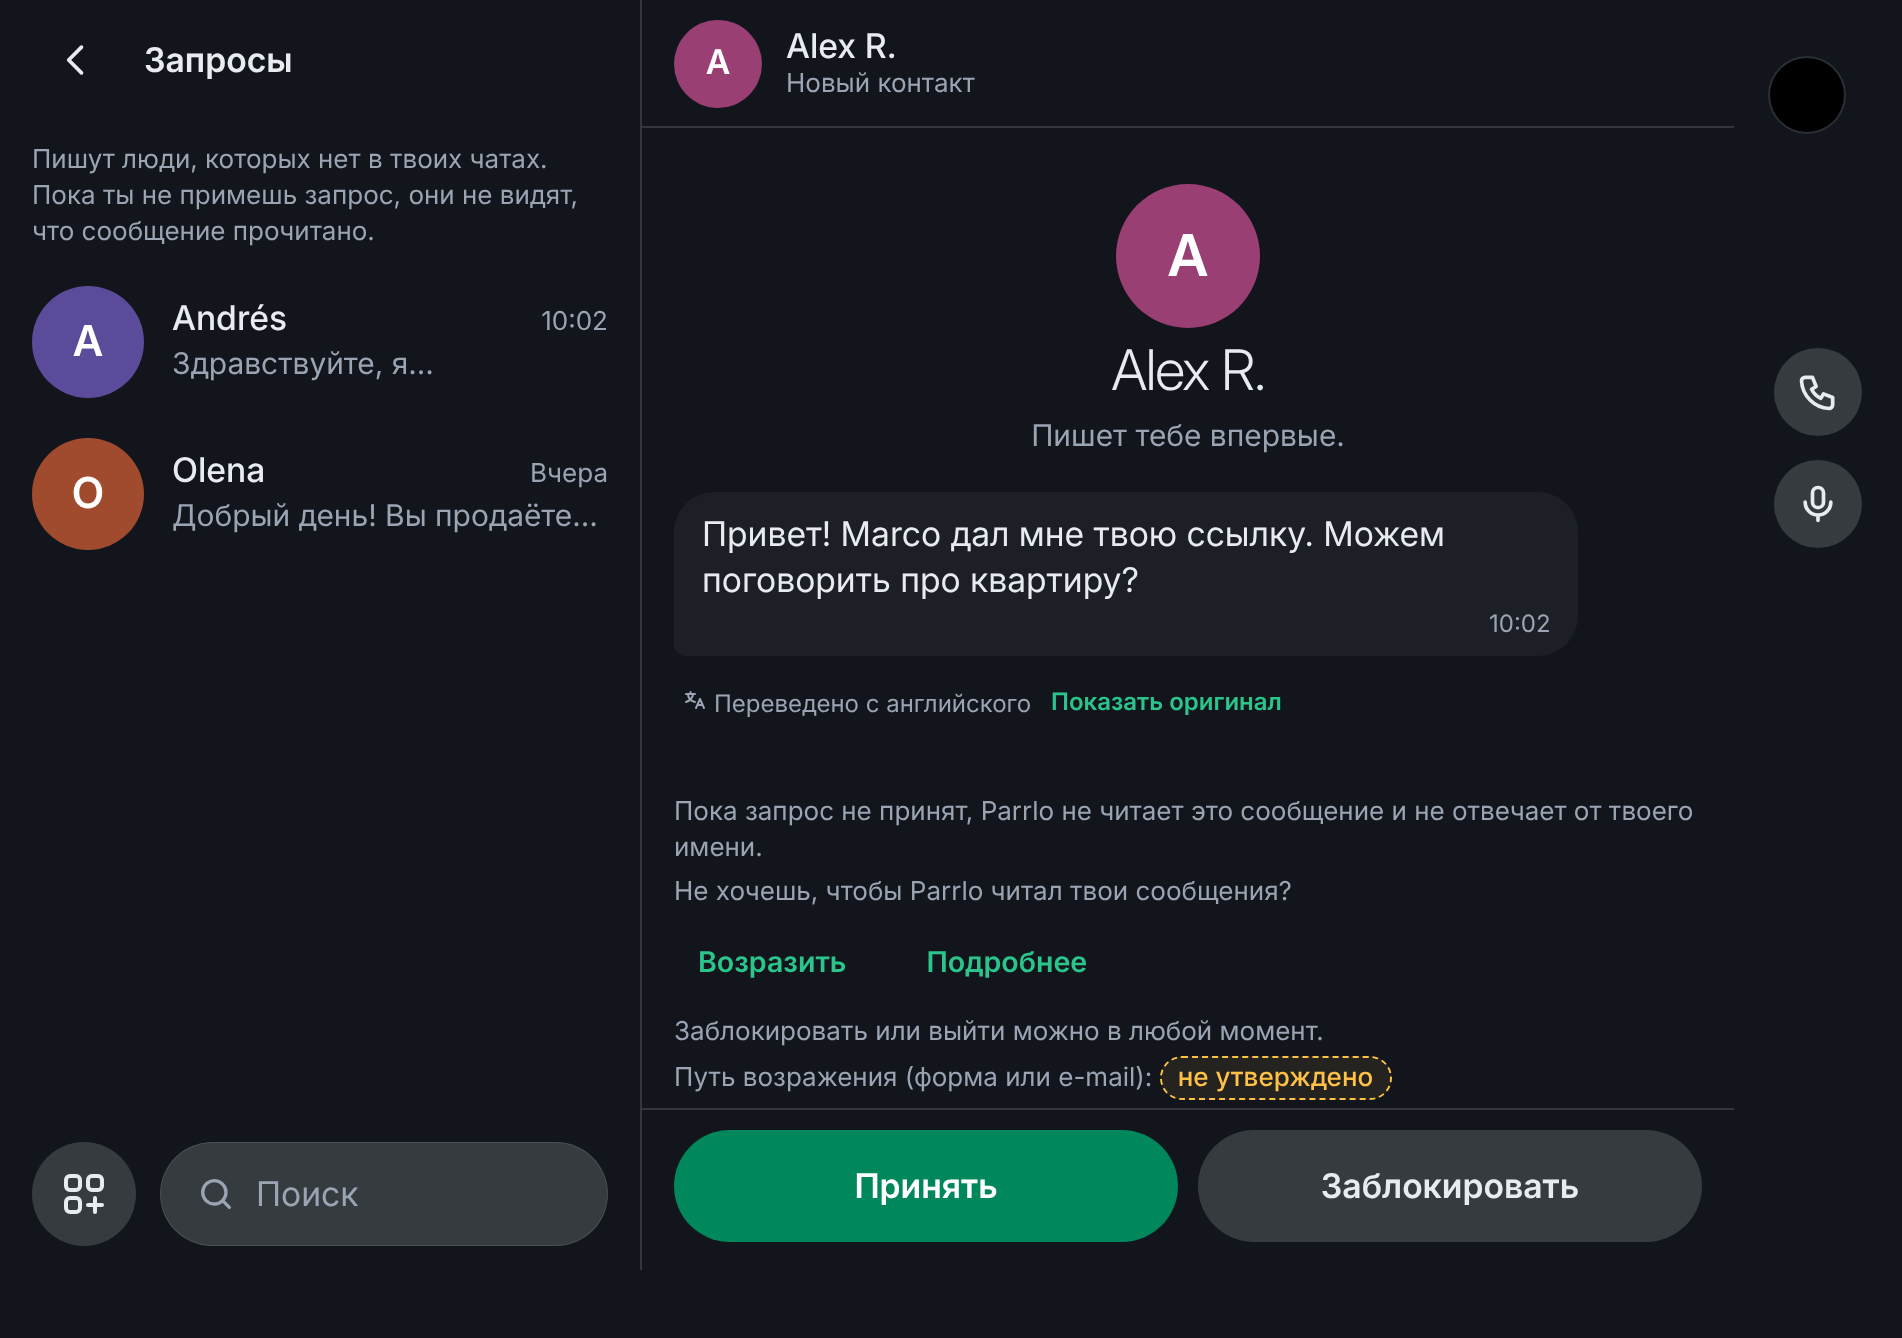 Запросы
Пишут люди, которых нет в твоих чатах.
Пока ты не примешь запрос, они не видят,
что сообщение прочитано.
A
Andrés
10:02
Здравствуйте, я...
O
Olena
Вчера
Добрый день! Вы продаёте...
Поиск
A
Alex R.
Новый контакт
A
Alex R.
Пишет тебе впервые.
Привет! Marco дал мне твою ссылку. Можем
поговорить про квартиру?
10:02
Переведено с английского Показать оригинал
Пока запрос не принят, Parrlo не читает это сообщение и не отвечает от твоего
имени.
Не хочешь, чтобы Parrlo читал твои сообщения?
Возразить Подробнее
Заблокировать или выйти можно в любой момент.
Путь возражения (форма или e-mail): не утверждено
Принять
Заблокировать